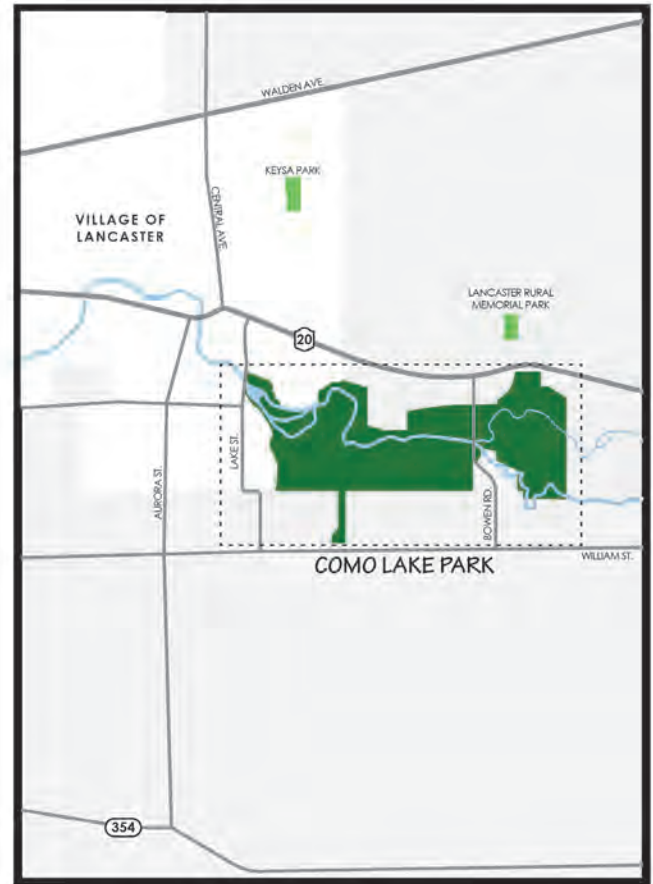 WALDEN AVE.
KEYSA PARK
CENTRAL AVE.
VILLAGE OF
LANCASTER
LANCASTER RURAL
MEMORIAL PARK
20
LAKE ST.
AURORA ST.
BOWEN RD.
WILLIAM ST.
COMO LAKE PARK
354